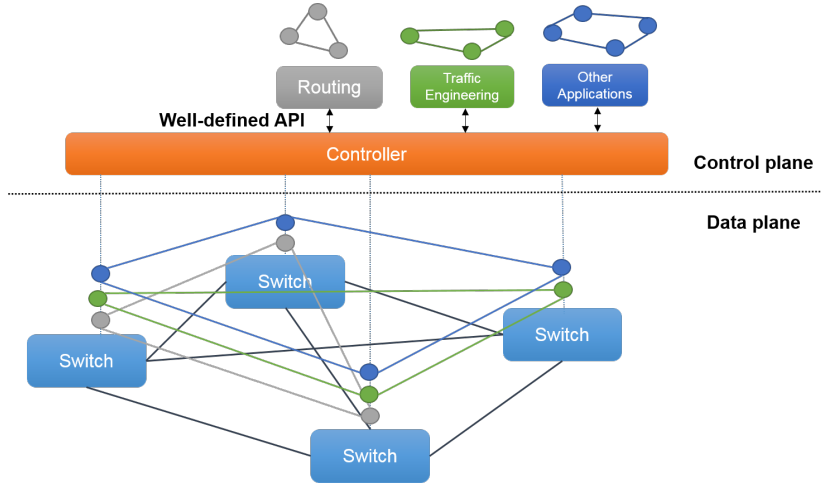 Routing
Traffic
Engineering
Other
Applications
Well-defined API
Controller
Control plane
Data plane
Switch
Switch
Switch
Switch